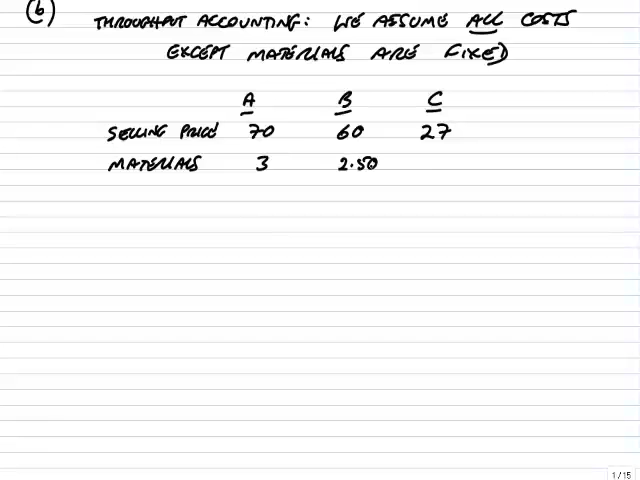 (b) THROUGHPUT ACCOUNTING: WE ASSUME ALL COSTS
EXCEPT MATERIALS ARE FIXED
A B C
SELLING PRICE 70 60 27
MATERIALS 3 2.50
1 / 15